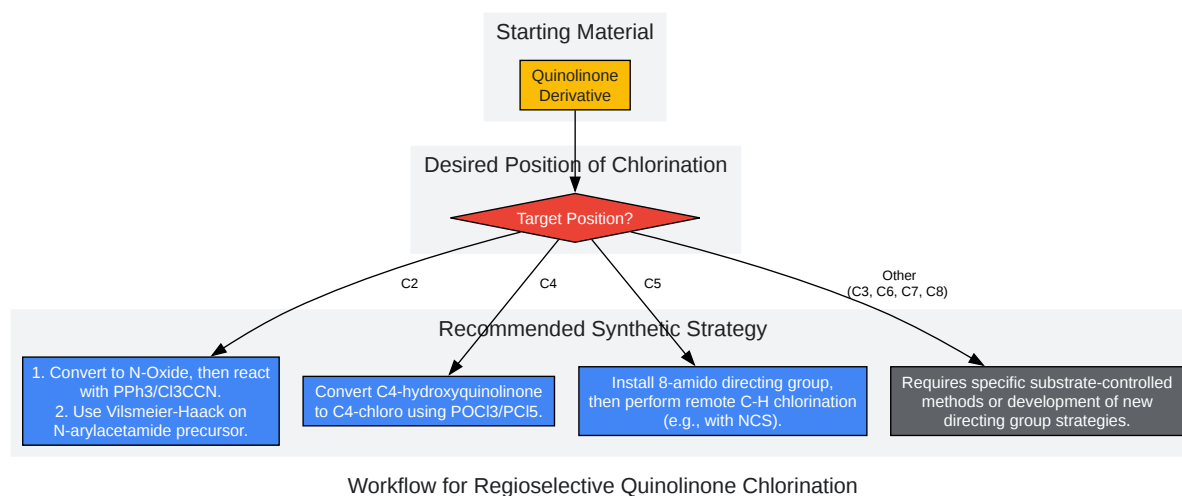 Starting Material
Quinolinone
Derivative
Desired Position of Chlorination
Target Position?
C2
C4
C5
Other
(C3, C6, C7, C8)
Recommended Synthetic Strategy
1. Convert to N-Oxide, then react
with PPh3/Cl3CCN.
2. Use Vilsmeier-Haack on
N-arylacetamide precursor.
Convert C4-hydroxyquinolinone
to C4-chloro using POCl3/PCl5.
Install 8-amido directing group,
then perform remote C-H chlorination
(e.g., with NCS).
Requires specific substrate-controlled
methods or development of new
directing group strategies.
Workflow for Regioselective Quinolinone Chlorination